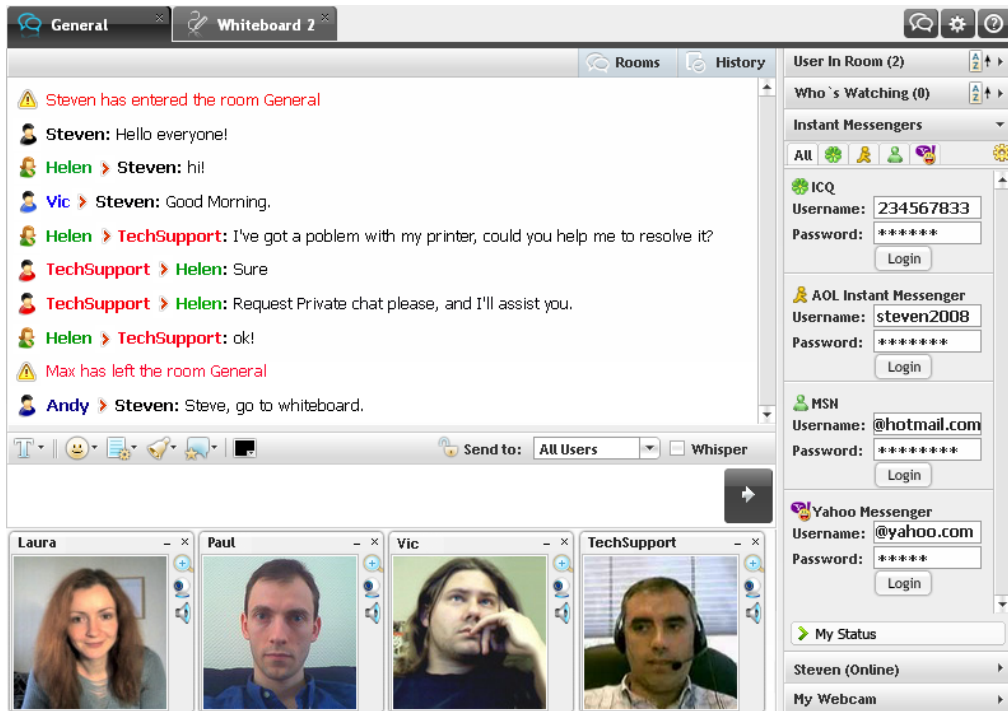 General
Whiteboard 2
Rooms
History
Steven has entered the room General
Steven: Hello everyone!
Helen > Steven: hi!
Vic > Steven: Good Morning.
Helen > TechSupport: I've got a poblem with my printer, could you help me to resolve it?
TechSupport > Helen: Sure
TechSupport > Helen: Request Private chat please, and I'll assist you.
Helen > TechSupport: ok!
Max has left the room General
Andy > Steven: Steve, go to whiteboard.
T
Send to: All Users Whisper
Laura
Paul
Vic
TechSupport
User In Room (2)
Who`s Watching (0)
Instant Messengers
All
ICQ
Username: 234567833
Password: ******
Login
AOL Instant Messenger
Username: steven2008
Password: *******
Login
MSN
Username: @hotmail.com
Password: ********
Login
Yahoo Messenger
Username: @yahoo.com
Password: *****
Login
My Status
Steven (Online)
My Webcam